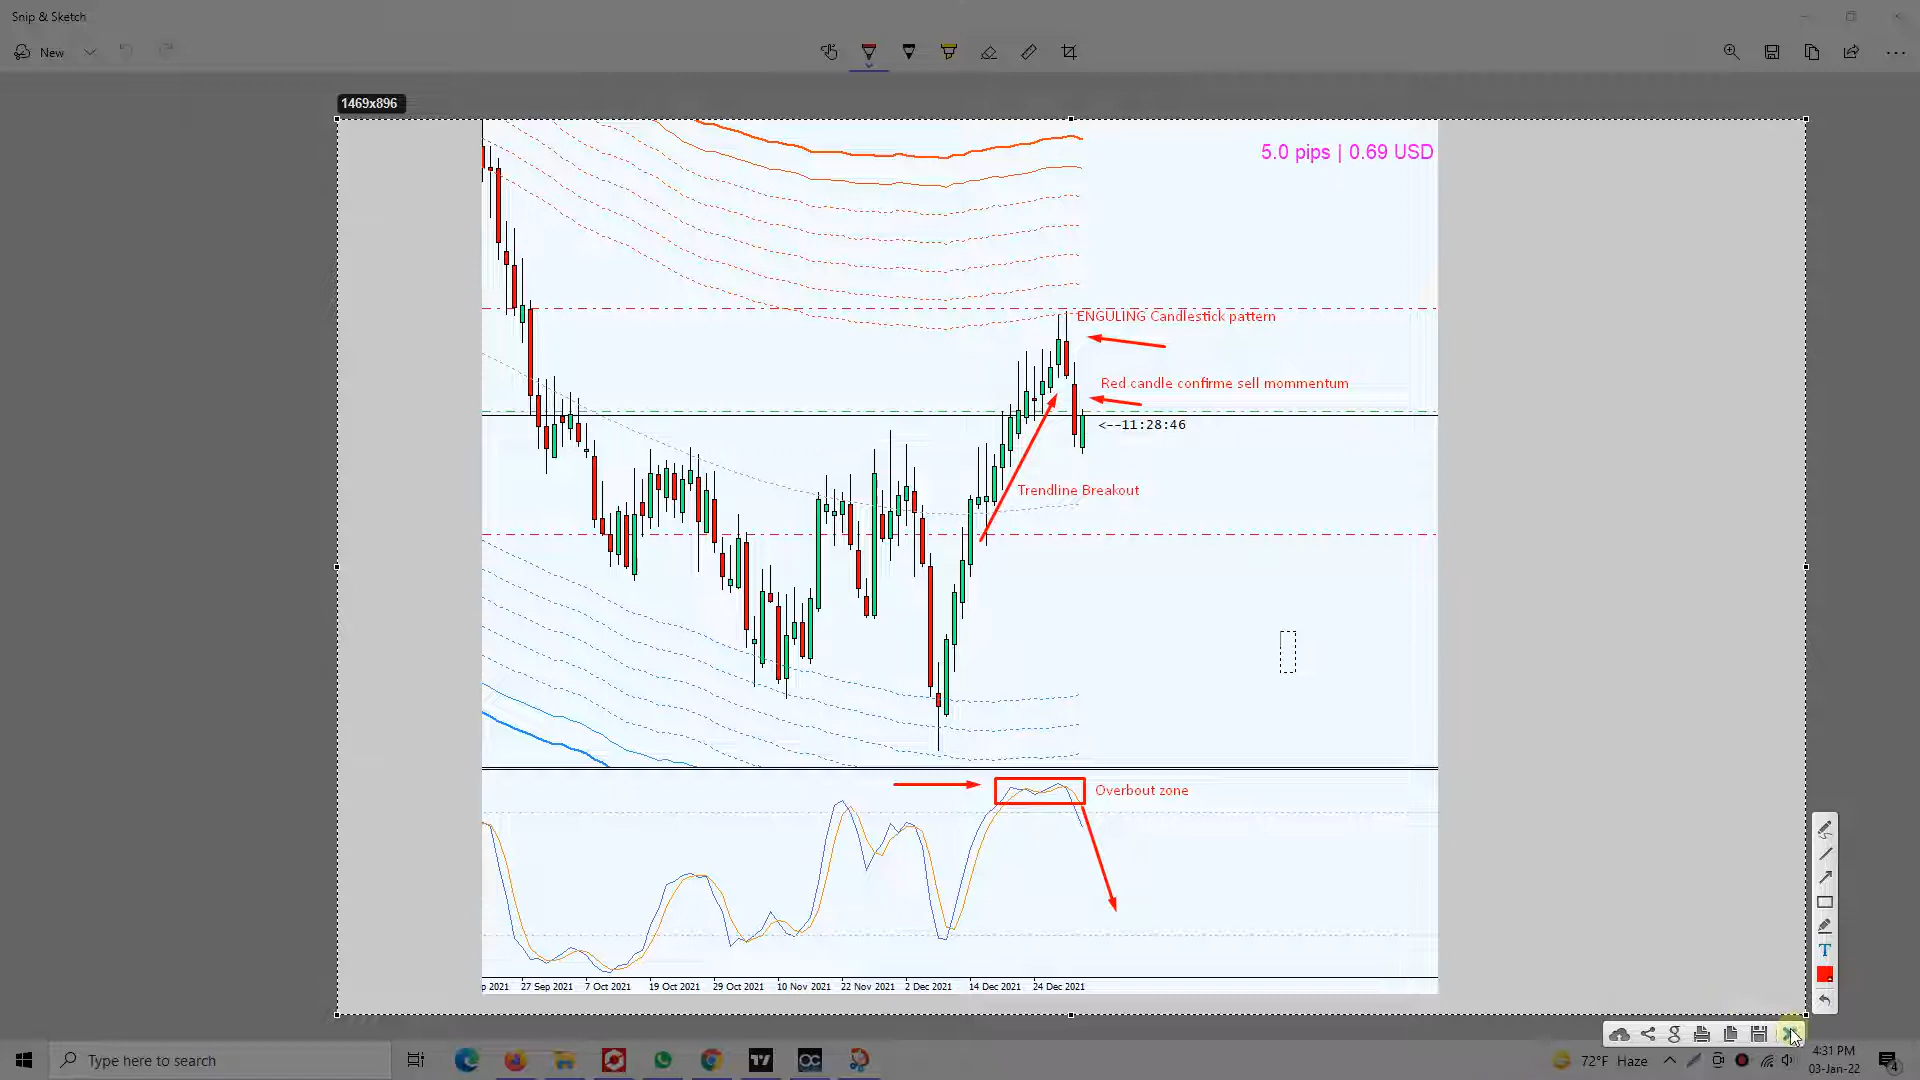 Snip & Sketch
New
1469x896
5.0 pips | 0.69 USD
ENGULING Candlestick pattern
Red candle confirme sell mommentum
<--11:28:46
Trendline Breakout
Overbout zone
p 2021 27 Sep 2021 7 Oct 2021 19 Oct 2021 29 Oct 2021 10 Nov 2021 22 Nov 2021 2 Dec 2021 14 Dec 2021 24 Dec 2021
T
g
Type here to search
OC
72°F Haze
4:31 PM
03-Jan-22
4